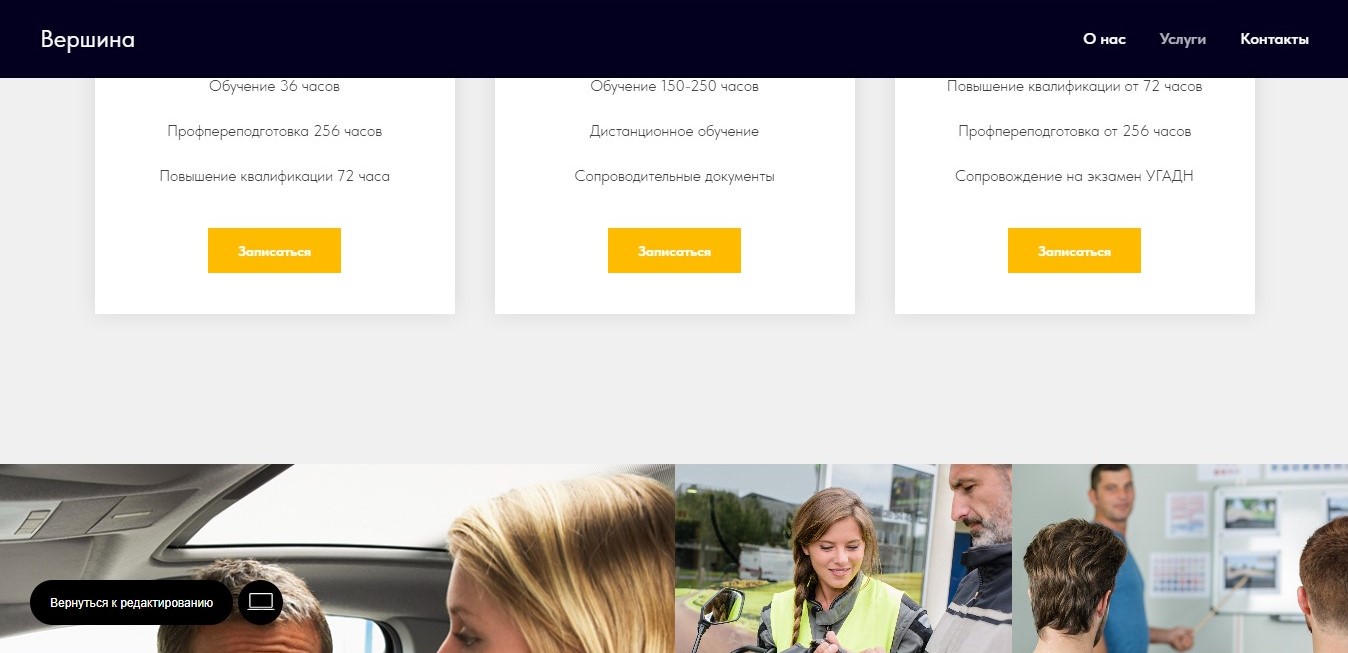 Вершина
О нас
Услуги
Контакты
Обучение 36 часов
Профпереподготовка 256 часов
Повышение квалификации 72 часа
Записаться
Обучение 150-250 часов
Дистанционное обучение
Сопроводительные документы
Записаться
Повышение квалификации от 72 часов
Профпереподготовка от 256 часов
Сопровождение на экзамен УГАДН
Записаться
Вернуться к редактированию